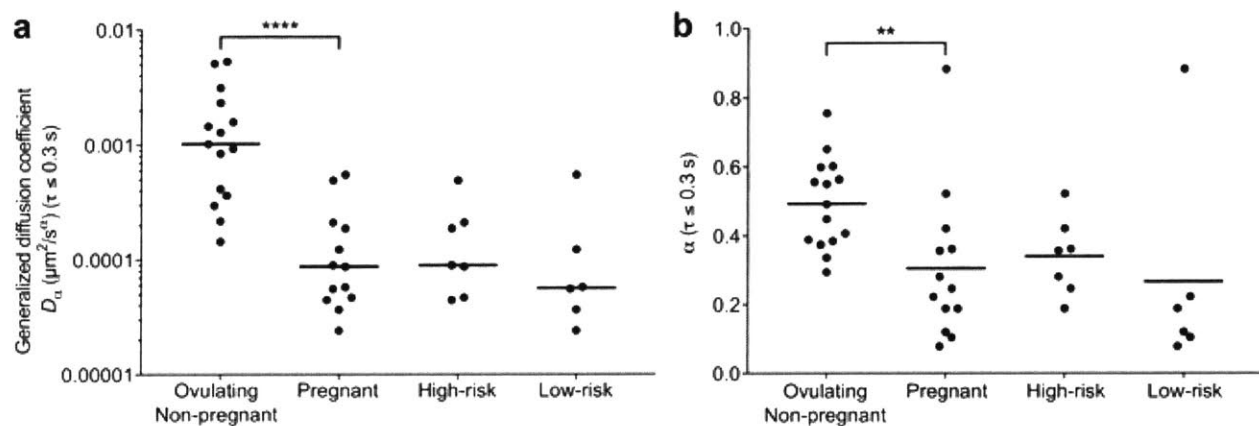 a
****
0.01
0.001
0.0001
0.00001
Generalized diffusion coefficient
Dα (μm²/sᵅ) (τ ≤ 0.3 s)
Ovulating
Non-pregnant
Pregnant
High-risk
Low-risk
b
**
1.0
0.8
0.6
0.4
0.2
0.0
α (τ ≤ 0.3 s)
Ovulating
Non-pregnant
Pregnant
High-risk
Low-risk